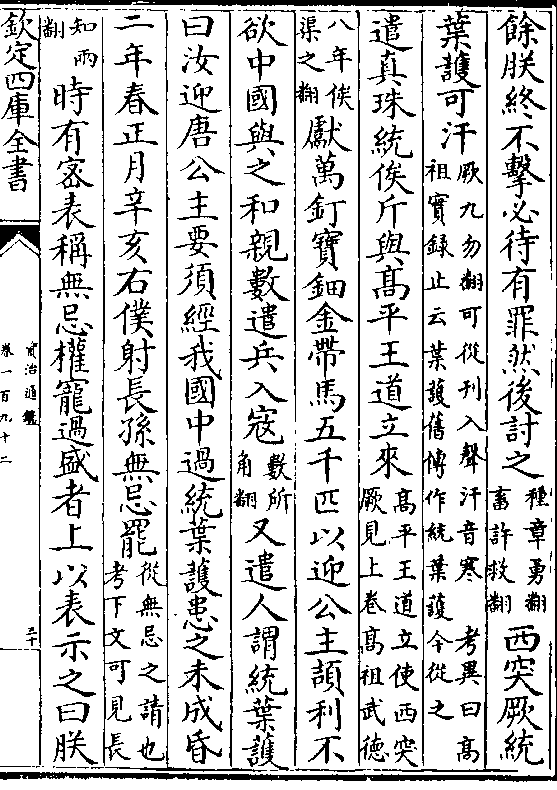 餘朕終不擊必待有罪然後討之種章勇翻畜許救翻西突厥統
葉護可汗厥九勿翻可從刊入聲汗音寒考異曰高祖實録止云葉護舊傳作統葉護今從之
遣真珠統俟斤與髙平王道立來髙平王道立使西突厥見上卷髙祖武德
八年俟渠之翻獻萬釘寶鈿金帶馬五千匹以迎公主頡利不
欲中國與之和親數遣兵入寇數所角翻又遣人謂統葉護
曰汝迎唐公主要須經我國中過統葉護患之未成昏
二年春正月辛亥右僕射長孫無忌罷從無忌之請也考下文可見長
知兩翻時有密表稱無忌權寵過盛者上以表示之曰朕
欽定四庫全書
資治通鑑
卷一百九十二
三十